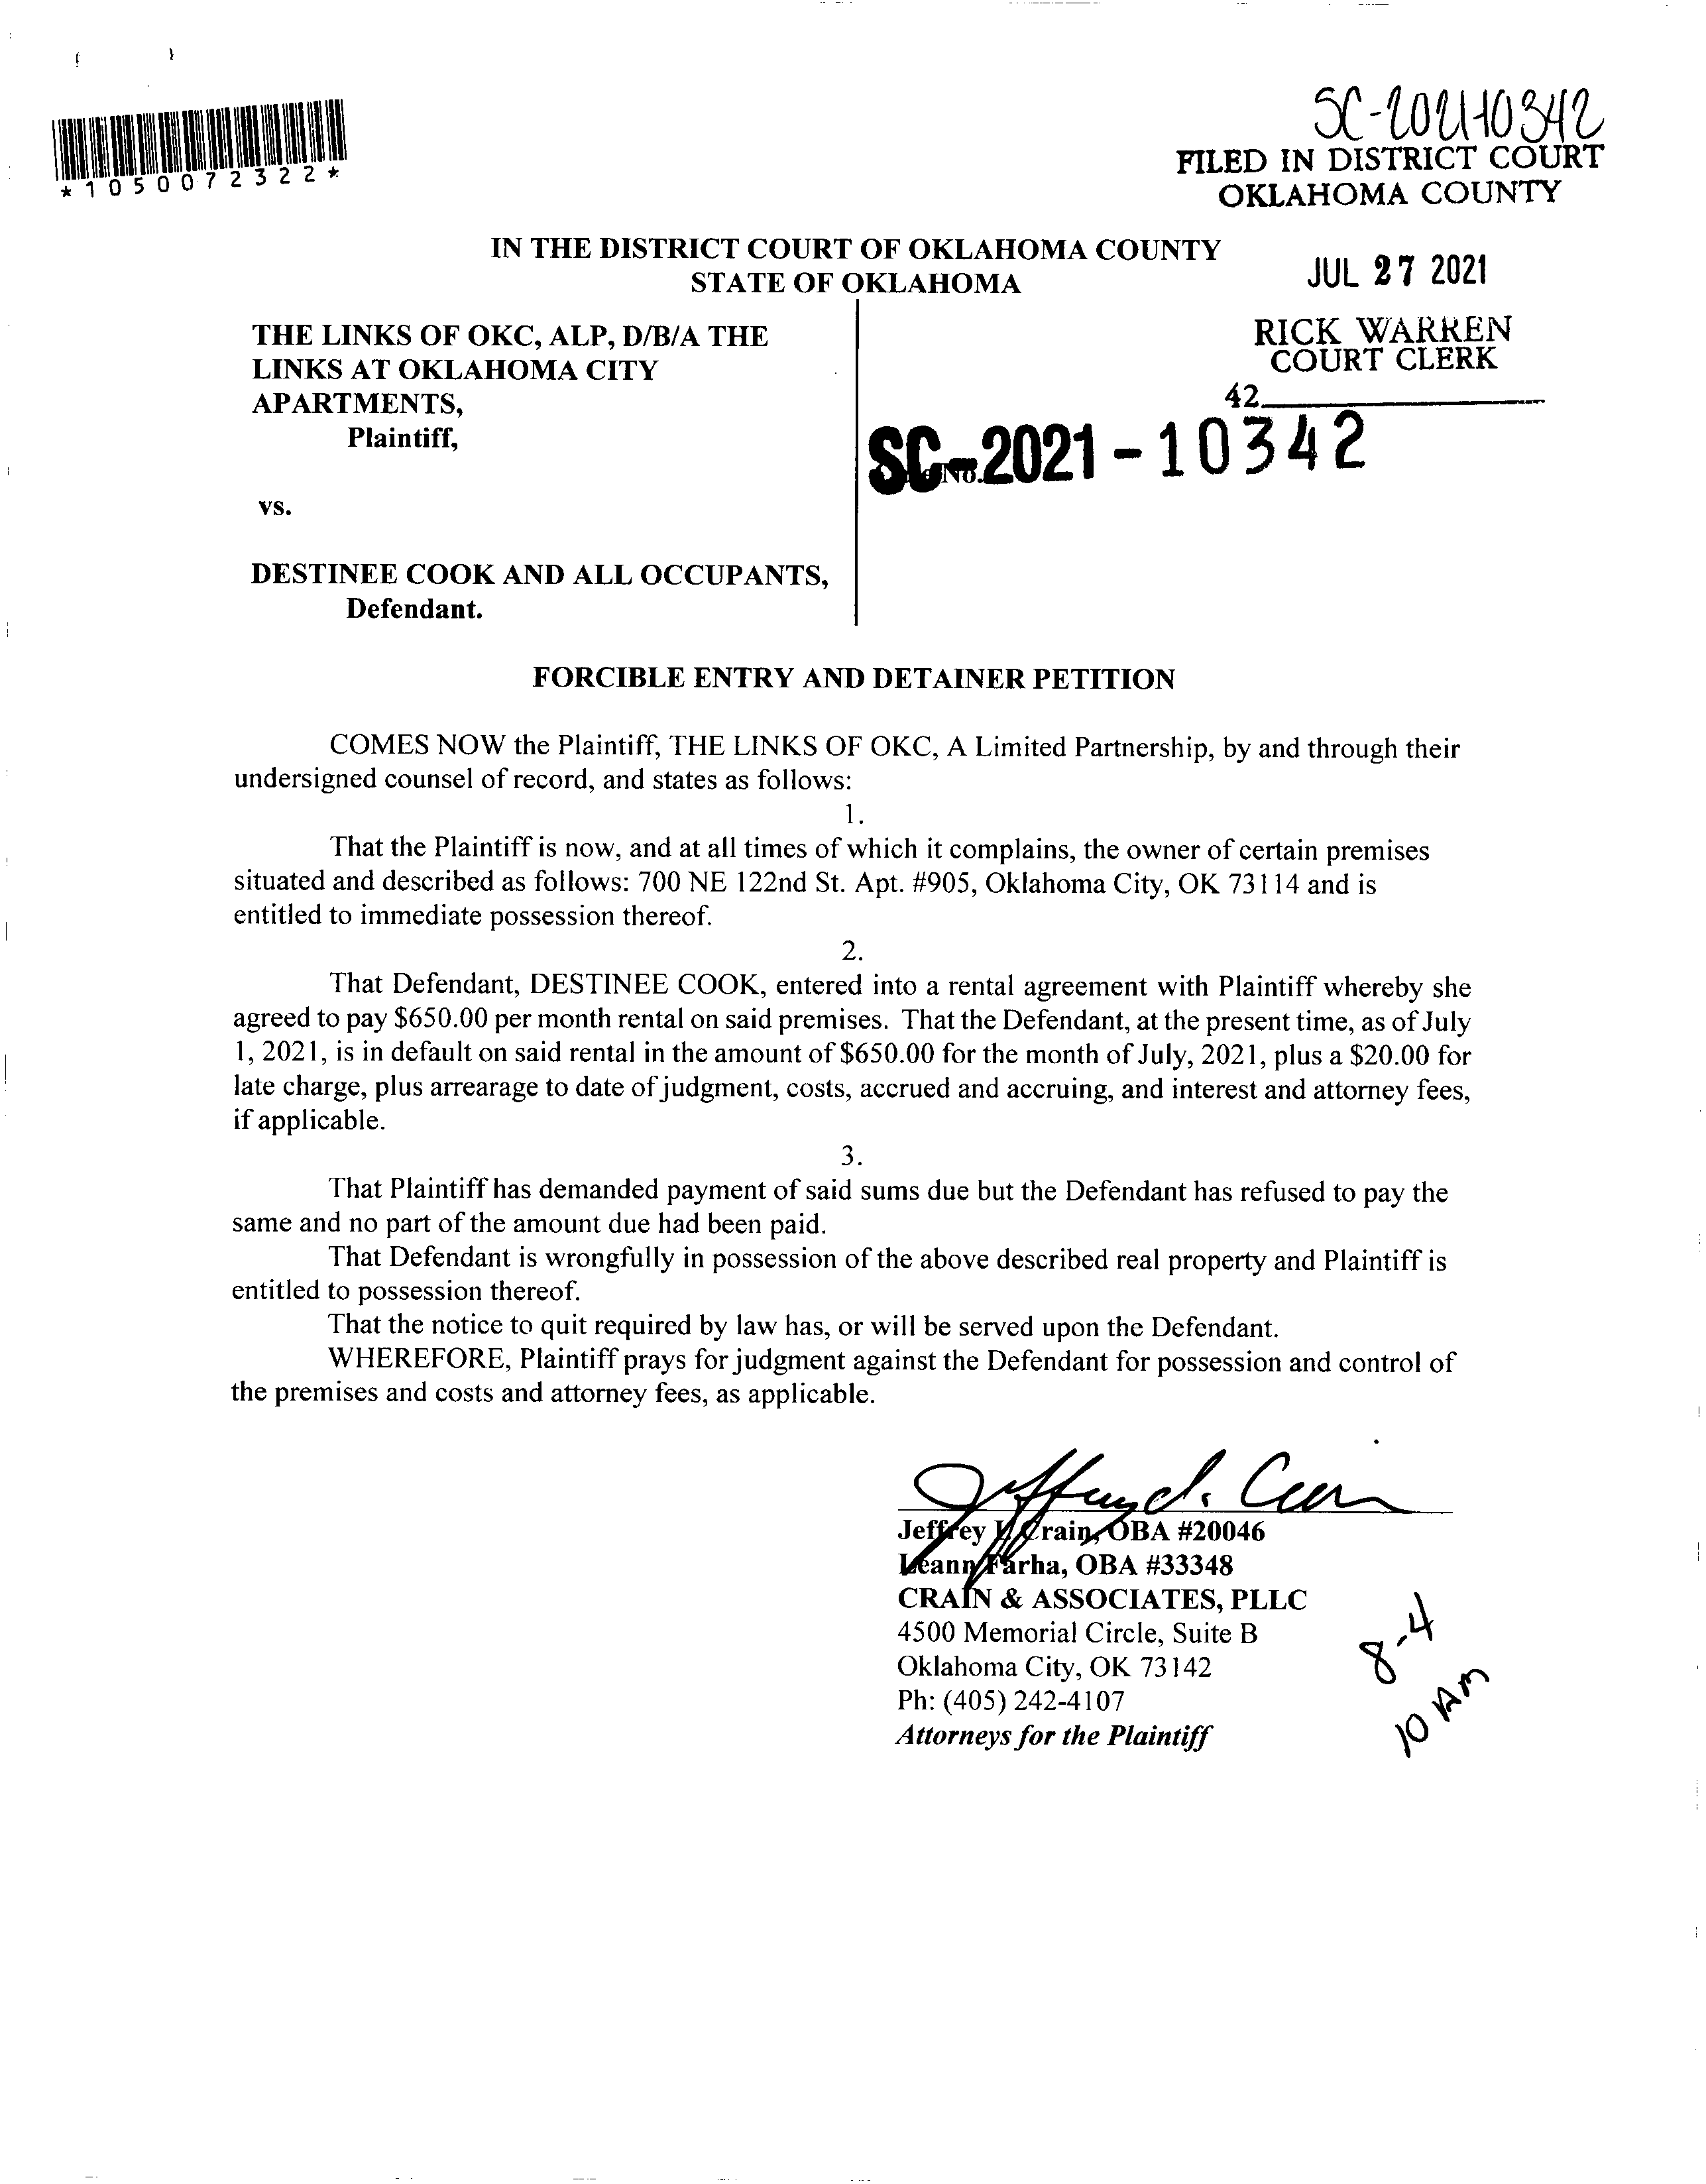 SC-2021-10342
*1050072322*
FILED IN DISTRICT COURT
OKLAHOMA COUNTY
IN THE DISTRICT COURT OF OKLAHOMA COUNTY
STATE OF OKLAHOMA
JUL 27 2021
RICK WARREN
COURT CLERK
42
THE LINKS OF OKC, ALP, D/B/A THE
LINKS AT OKLAHOMA CITY
APARTMENTS,
Plaintiff,
SC-2021-10342
No.
vs.
DESTINEE COOK AND ALL OCCUPANTS,
Defendant.
FORCIBLE ENTRY AND DETAINER PETITION
COMES NOW the Plaintiff, THE LINKS OF OKC, A Limited Partnership, by and through their
undersigned counsel of record, and states as follows:
1.
That the Plaintiff is now, and at all times of which it complains, the owner of certain premises
situated and described as follows: 700 NE 122nd St. Apt. #905, Oklahoma City, OK 73114 and is
entitled to immediate possession thereof.
2.
That Defendant, DESTINEE COOK, entered into a rental agreement with Plaintiff whereby she
agreed to pay $650.00 per month rental on said premises. That the Defendant, at the present time, as of July
1, 2021, is in default on said rental in the amount of $650.00 for the month of July, 2021, plus a $20.00 for
late charge, plus arrearage to date of judgment, costs, accrued and accruing, and interest and attorney fees,
if applicable.
3.
That Plaintiff has demanded payment of said sums due but the Defendant has refused to pay the
same and no part of the amount due had been paid.
That Defendant is wrongfully in possession of the above described real property and Plaintiff is
entitled to possession thereof.
That the notice to quit required by law has, or will be served upon the Defendant.
WHEREFORE, Plaintiff prays for judgment against the Defendant for possession and control of
the premises and costs and attorney fees, as applicable.
Jeffrey Crain, OBA #20046
Leann Farha, OBA #33348
CRAIN & ASSOCIATES, PLLC
4500 Memorial Circle, Suite B
Oklahoma City, OK 73142
Ph: (405) 242-4107
Attorneys for the Plaintiff
8-4
10 AM